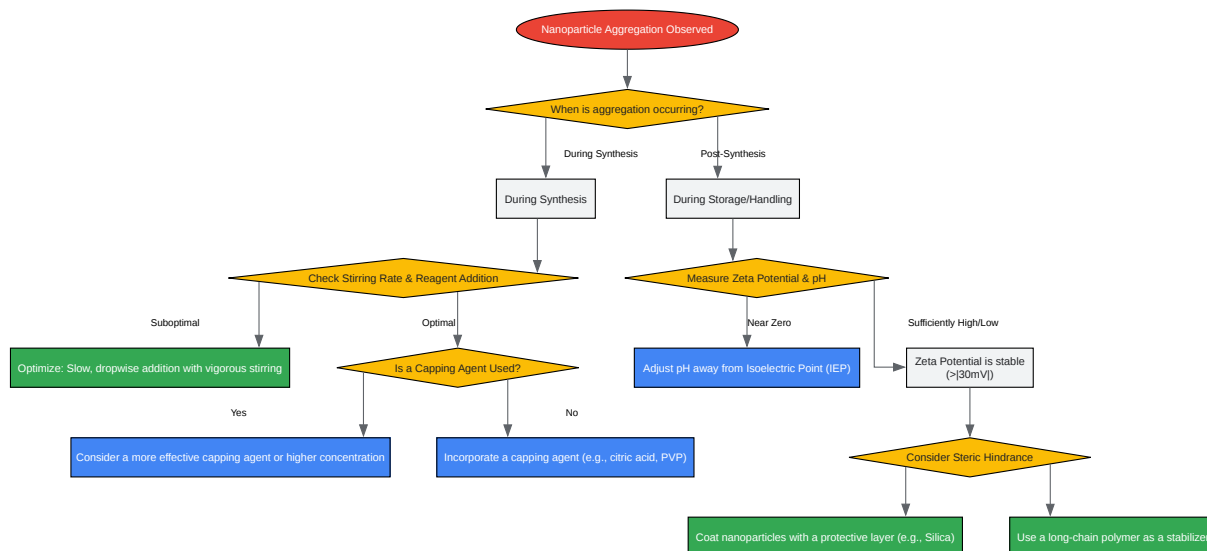 Nanoparticle Aggregation Observed
When is aggregation occurring?
During Synthesis
Post-Synthesis
During Synthesis
During Storage/Handling
Check Stirring Rate & Reagent Addition
Measure Zeta Potential & pH
Suboptimal
Optimal
Near Zero
Sufficiently High/Low
Optimize: Slow, dropwise addition with vigorous stirring
Is a Capping Agent Used?
Adjust pH away from Isoelectric Point (IEP)
Zeta Potential is stable
(>|30mV|)
Yes
No
Consider a more effective capping agent or higher concentration
Incorporate a capping agent (e.g., citric acid, PVP)
Consider Steric Hindrance
Coat nanoparticles with a protective layer (e.g., Silica)
Use a long-chain polymer as a stabilizer